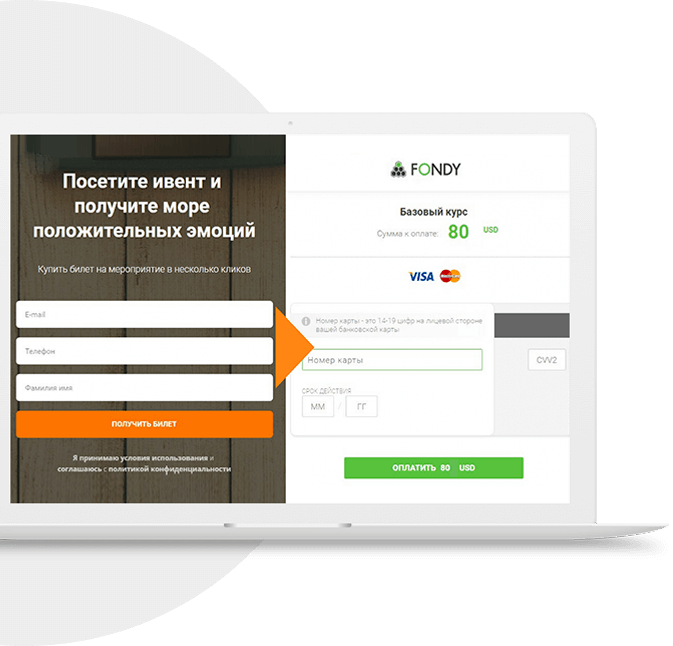 Посетите ивент и
получите море
положительных эмоций
Купить билет на мероприятие в несколько кликов
E-mail
Телефон
Фамилия имя
ПОЛУЧИТЬ БИЛЕТ
Я принимаю условия использования и
соглашаюсь с политикой конфиденциальности
FONDY
Базовый курс
Сумма к оплате: 80 USD
VISA MasterCard
Номер карты - это 14-19 цифр на лицевой стороне
вашей банковской карты
Номер карты
CVV2
СРОК ДЕЙСТВИЯ
ММ / ГГ
ОПЛАТИТЬ 80 USD